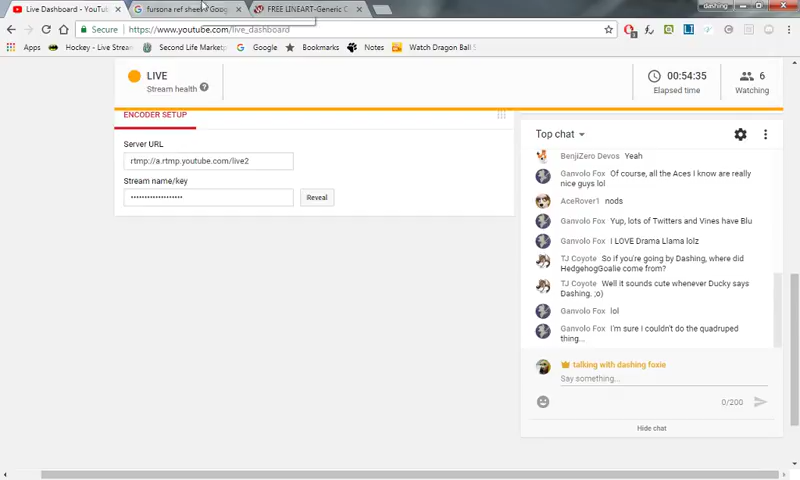 Live Dashboard - YouTu
fursona ref sheet
FREE LINEART-Generic C
dashing
Secure
https://www.youtube.com/live_dashboard
Apps
Hockey - Live Stream
Second Life Market
Google
Bookmarks
Notes
Watch Dragon Ball S
LIVE
Stream health ?
00:54:35
Elapsed time
6
Watching
ENCODER SETUP
Server URL
rtmp://a.rtmp.youtube.com/live2
Stream name/key
••••••••••••••••••• Reveal
Top chat
BenjiZero Devos Yeah
Ganvolo Fox Of course, all the Aces I know are really
nice guys lol
AceRover1 nods
Ganvolo Fox Yup, lots of Twitters and Vines have Blu
Ganvolo Fox I LOVE Drama Llama lolz
TJ Coyote So if you're going by Dashing, where did
HedgehogGoalie come from?
TJ Coyote Well it sounds cute whenever Ducky says
Dashing. ;o)
Ganvolo Fox lol
Ganvolo Fox I'm sure I couldn't do the quadruped
thing...
talking with dashing foxie
Say something...
0/200
Hide chat